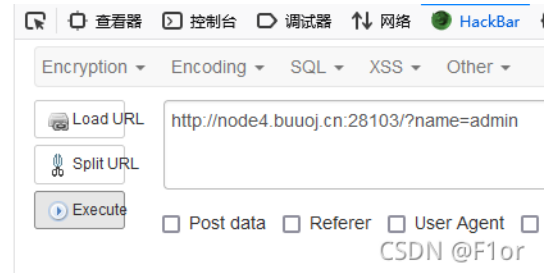 查看器 控制台 调试器 网络 HackBar
Encryption Encoding SQL XSS Other
Load URL
http://node4.buuoj.cn:28103/?name=admin
Split URL
Execute
Post data Referer User Agent
CSDN @F1or